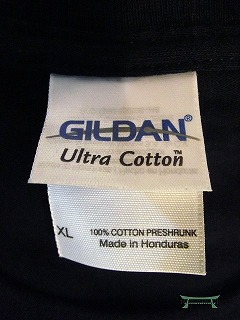 GILDAN®
Ultra Cotton™
XL
100% COTTON PRESHRUNK
Made in Honduras